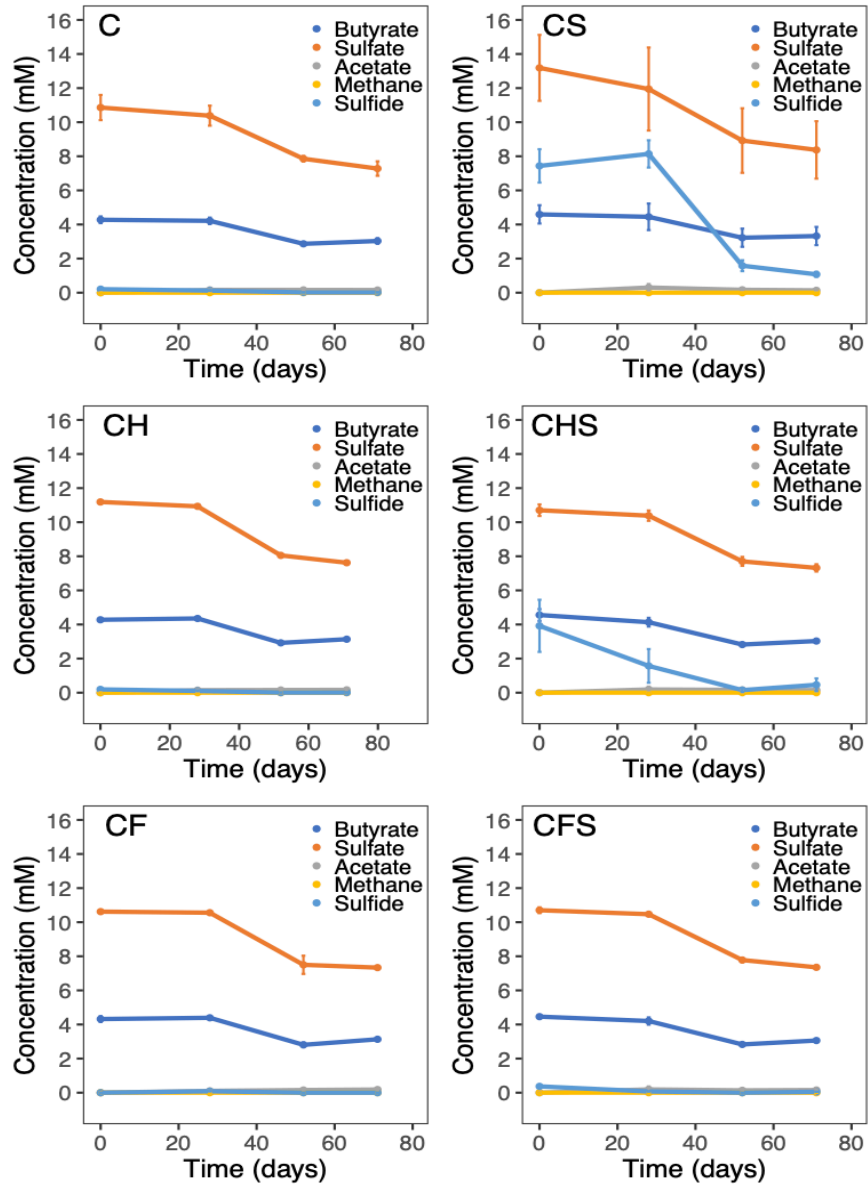 C
Butyrate
Sulfate
Acetate
Methane
Sulfide
16
14
12
10
8
6
4
2
0
Concentration (mM)
0 20 40 60 80
Time (days)
CS
Butyrate
Sulfate
Acetate
Methane
Sulfide
16
14
12
10
8
6
4
2
0
Concentration (mM)
0 20 40 60 80
Time (days)
CH
Butyrate
Sulfate
Acetate
Methane
Sulfide
16
14
12
10
8
6
4
2
0
Concentration (mM)
0 20 40 60 80
Time (days)
CHS
Butyrate
Sulfate
Acetate
Methane
Sulfide
16
14
12
10
8
6
4
2
0
Concentration (mM)
0 20 40 60 80
Time (days)
CF
Butyrate
Sulfate
Acetate
Methane
Sulfide
16
14
12
10
8
6
4
2
0
Concentration (mM)
0 20 40 60 80
Time (days)
CFS
Butyrate
Sulfate
Acetate
Methane
Sulfide
16
14
12
10
8
6
4
2
0
Concentration (mM)
0 20 40 60 80
Time (days)